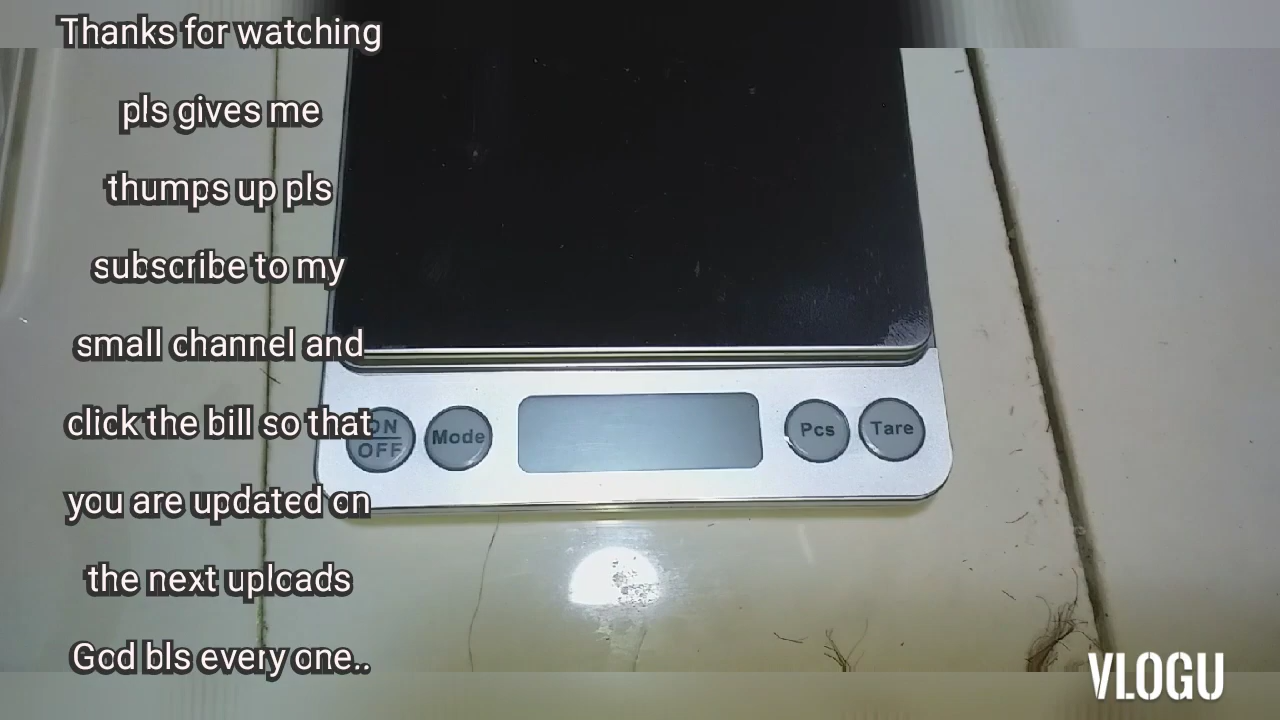 Thanks for watching
pls gives me
thumps up pls
subscribe to my
small channel and
click the bill so that
you are updated on
the next uploads
God bls every one..
ON
OFF
Mode
Pcs
Tare
VLOGU